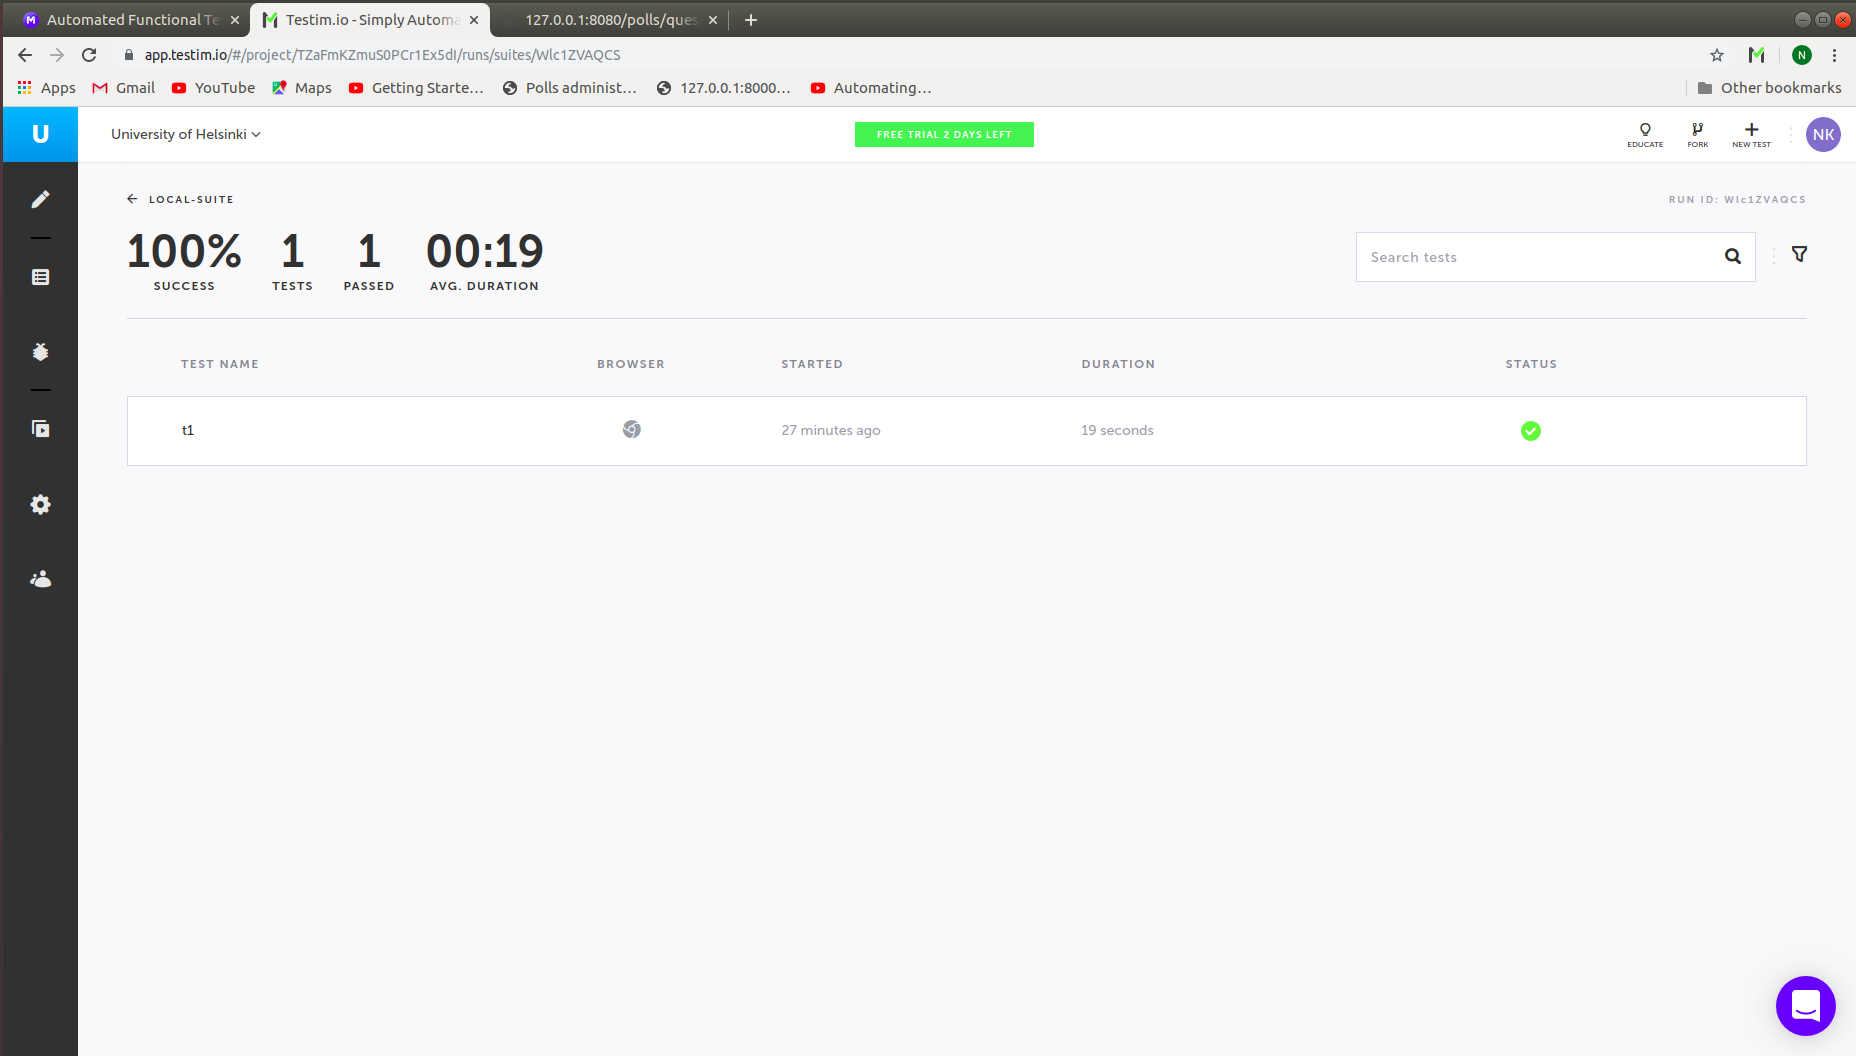 M Automated Functional Te
Testim.io - Simply Automa
127.0.0.1:8080/polls/ques
app.testim.io/#/project/TZaFmKZmuS0PCr1Ex5dI/runs/suites/Wlc1ZVAQCS
N
Apps Gmail YouTube Maps Getting Starte... Polls administ... 127.0.0.1:8000... Automating... Other bookmarks
U University of Helsinki FREE TRIAL 2 DAYS LEFT EDUCATE FORK NEW TEST NK
LOCAL-SUITE RUN ID: Wlc1ZVAQCS
100% 1 1 00:19
SUCCESS TESTS PASSED AVG. DURATION
Search tests
TEST NAME BROWSER STARTED DURATION STATUS
t1 27 minutes ago 19 seconds